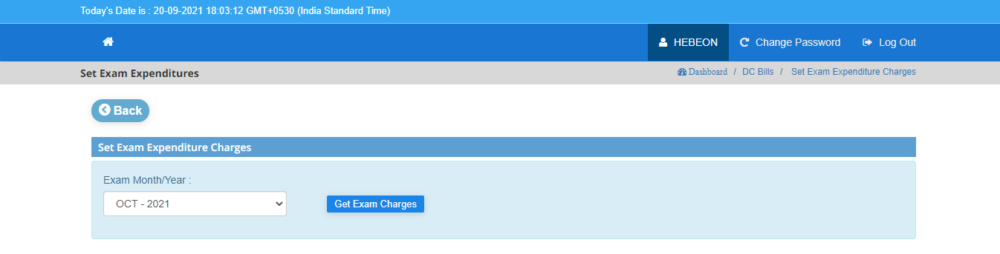 Today's Date is : 20-09-2021 18:03:12 GMT+0530 (India Standard Time)
HEBEON Change Password Log Out
Set Exam Expenditures Dashboard / DC Bills / Set Exam Expenditure Charges
Back
Set Exam Expenditure Charges
Exam Month/Year :
OCT - 2021 Get Exam Charges